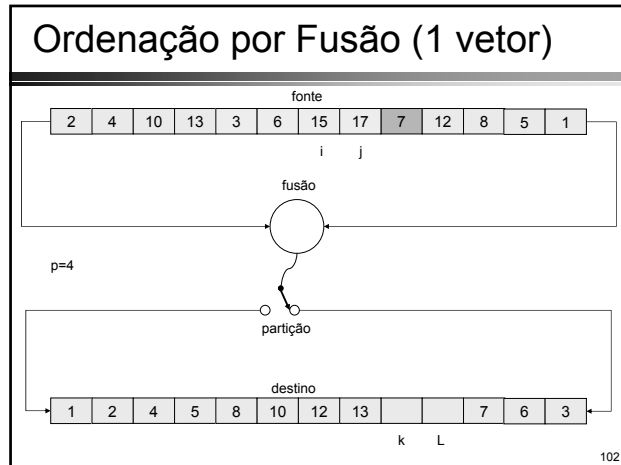 Ordenação por Fusão (1 vetor)
fonte
2 4 10 13 3 6 15 17 7 12 8 5 1
i j
fusão
p=4
partição
destino
1 2 4 5 8 10 12 13 7 6 3
k L
102